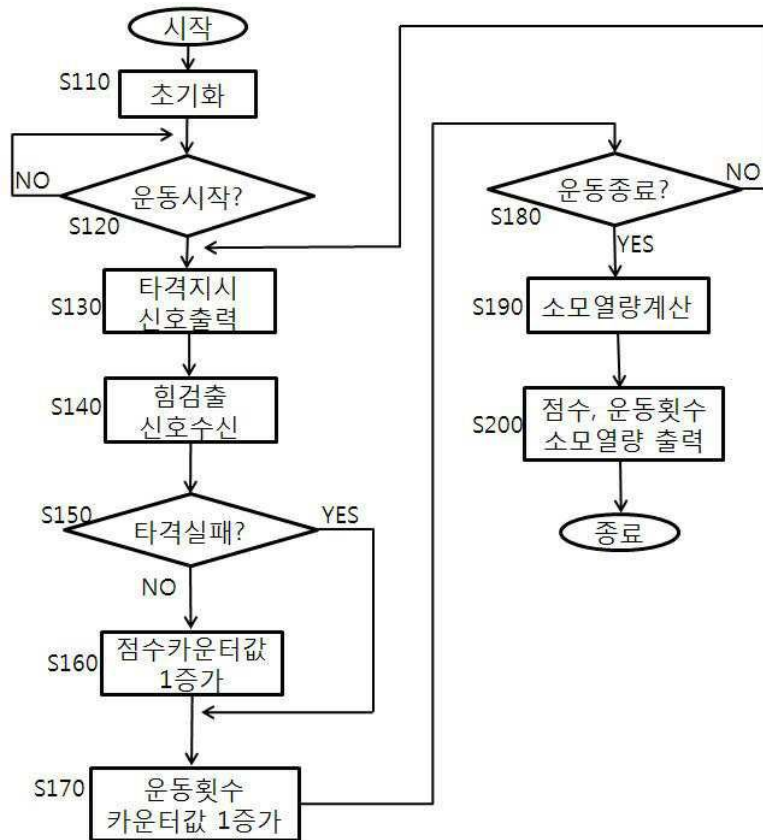 시작
S110
초기화
NO
운동시작?
S120
S130
타격지시
신호출력
S140
힘검출
신호수신
S150
타격실패?
YES
NO
S160
점수카운터값
1증가
S170
운동횟수
카운터값 1증가
운동종료?
NO
S180
YES
S190
소모열량계산
S200
점수, 운동횟수
소모열량 출력
종료